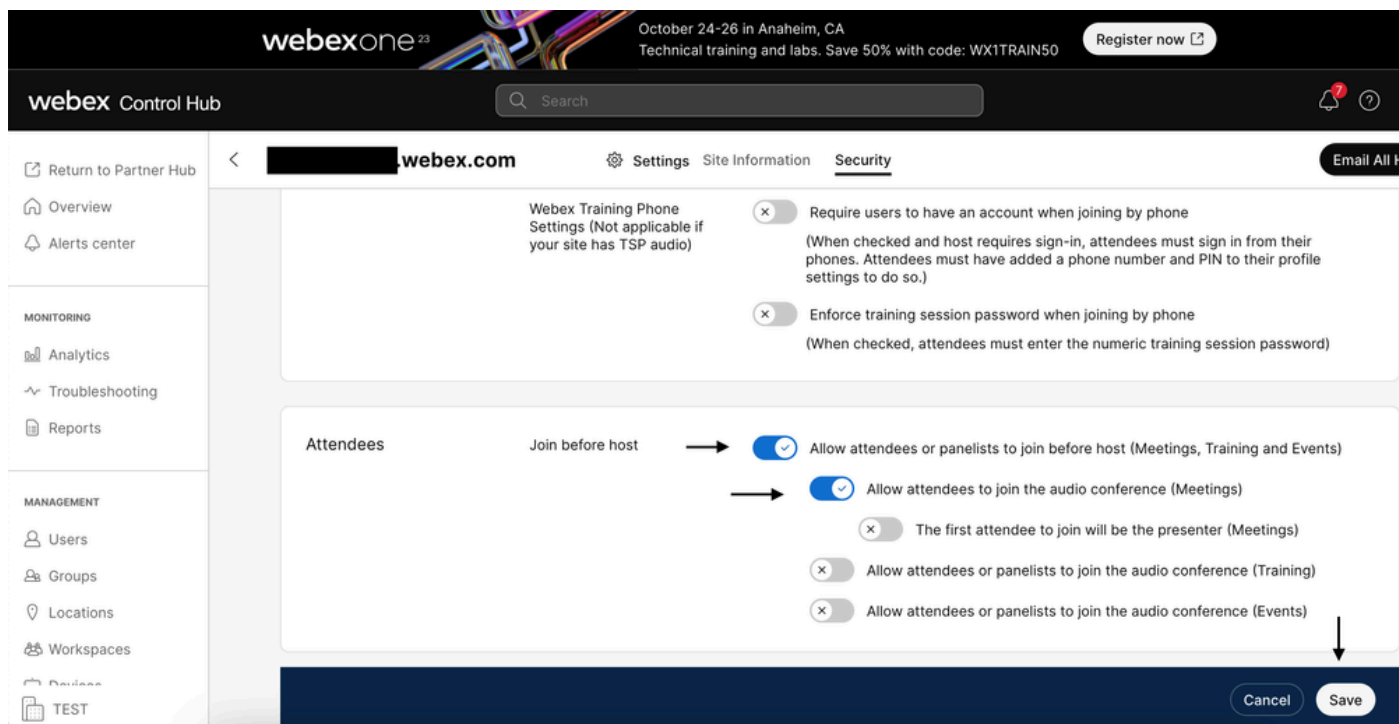 webexone23
October 24-26 in Anaheim, CA
Technical training and labs. Save 50% with code: WX1TRAIN50
Register now
webex Control Hub
Search
7
Return to Partner Hub
Overview
Alerts center
MONITORING
Analytics
Troubleshooting
Reports
MANAGEMENT
Users
Groups
Locations
Workspaces
Devices
TEST
.webex.com
Settings
Site Information
Security
Email All H
Webex Training Phone
Settings (Not applicable if
your site has TSP audio)
Require users to have an account when joining by phone
(When checked and host requires sign-in, attendees must sign in from their
phones. Attendees must have added a phone number and PIN to their profile
settings to do so.)
Enforce training session password when joining by phone
(When checked, attendees must enter the numeric training session password)
Attendees
Join before host
Allow attendees or panelists to join before host (Meetings, Training and Events)
Allow attendees to join the audio conference (Meetings)
The first attendee to join will be the presenter (Meetings)
Allow attendees or panelists to join the audio conference (Training)
Allow attendees or panelists to join the audio conference (Events)
Cancel
Save